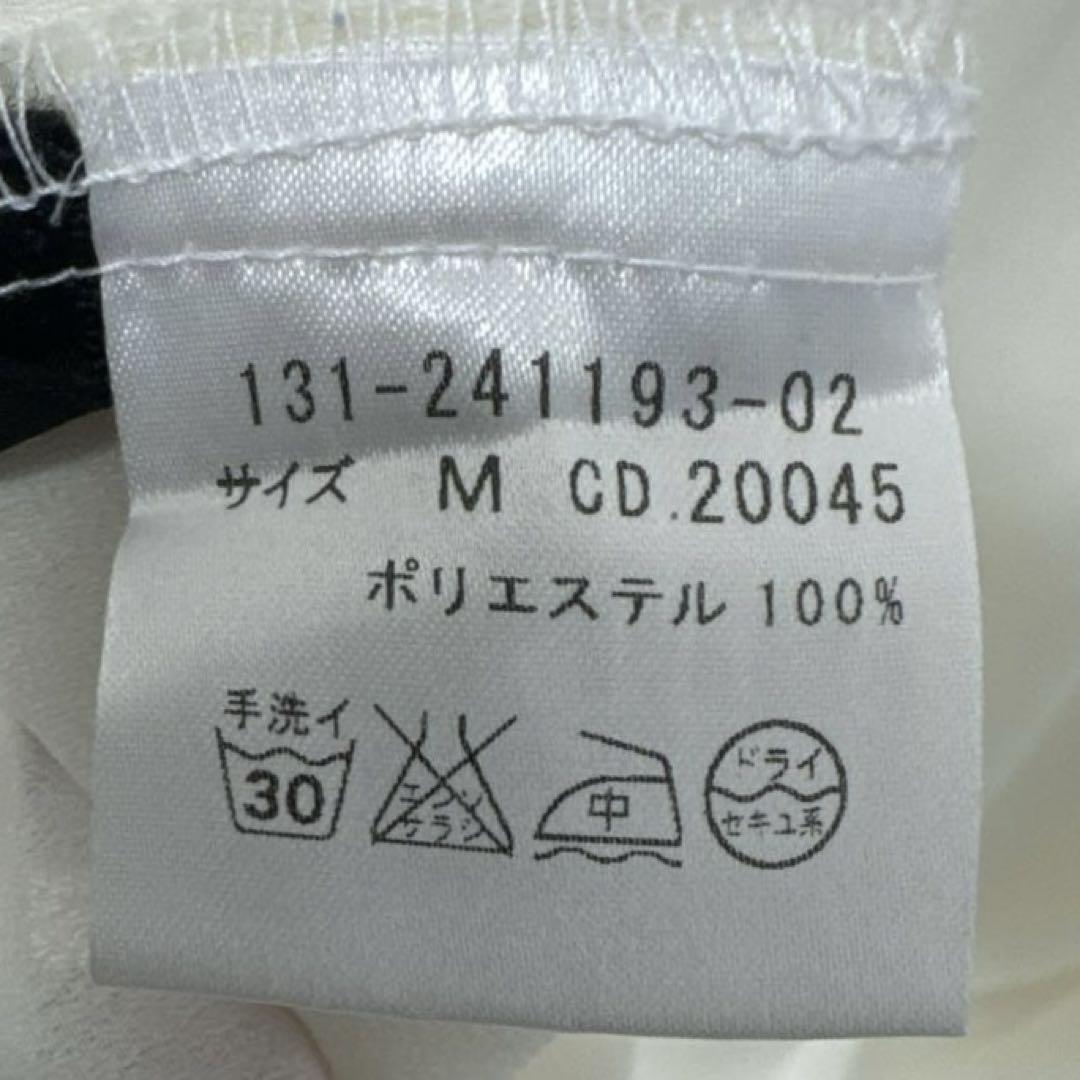 131-241193-02
サイズ M CD.20045
ポリエステル 100%
手洗イ
30
エンソ
サラシ
中
ドライ
セキユ系